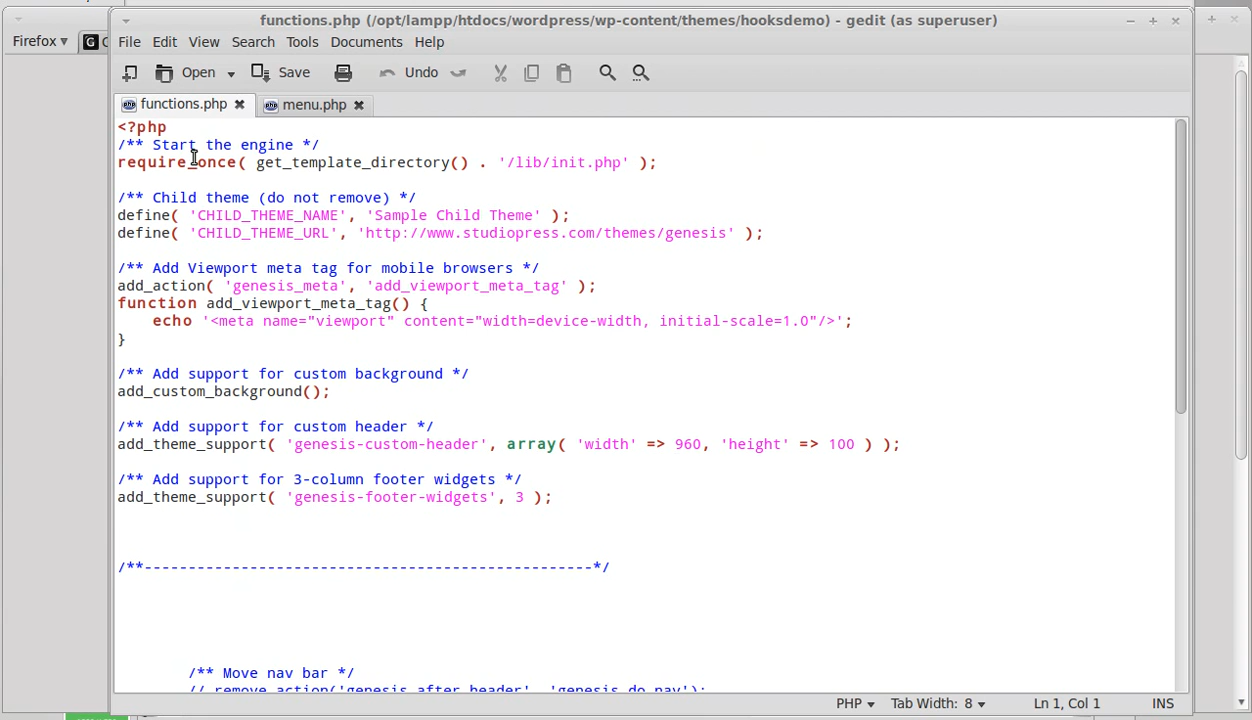 functions.php (/opt/lampp/htdocs/wordpress/wp-content/themes/hooksdemo) - gedit (as superuser)
Firefox
File Edit View Search Tools Documents Help
Open Save Undo
functions.php menu.php
<?php
/** Start the engine */
require_once( get_template_directory() . '/lib/init.php' );
/** Child theme (do not remove) */
define( 'CHILD_THEME_NAME', 'Sample Child Theme' );
define( 'CHILD_THEME_URL', 'http://www.studiopress.com/themes/genesis' );
/** Add Viewport meta tag for mobile browsers */
add_action( 'genesis_meta', 'add_viewport_meta_tag' );
function add_viewport_meta_tag() {
    echo '<meta name="viewport" content="width=device-width, initial-scale=1.0"/>';
}
/** Add support for custom background */
add_custom_background();
/** Add support for custom header */
add_theme_support( 'genesis-custom-header', array( 'width' => 960, 'height' => 100 ) );
/** Add support for 3-column footer widgets */
add_theme_support( 'genesis-footer-widgets', 3 );
/**---------------------------------------------------*/
/** Move nav bar */
// remove_action('genesis_after_header', 'genesis_do_nav');
PHP Tab Width: 8 Ln 1, Col 1 INS